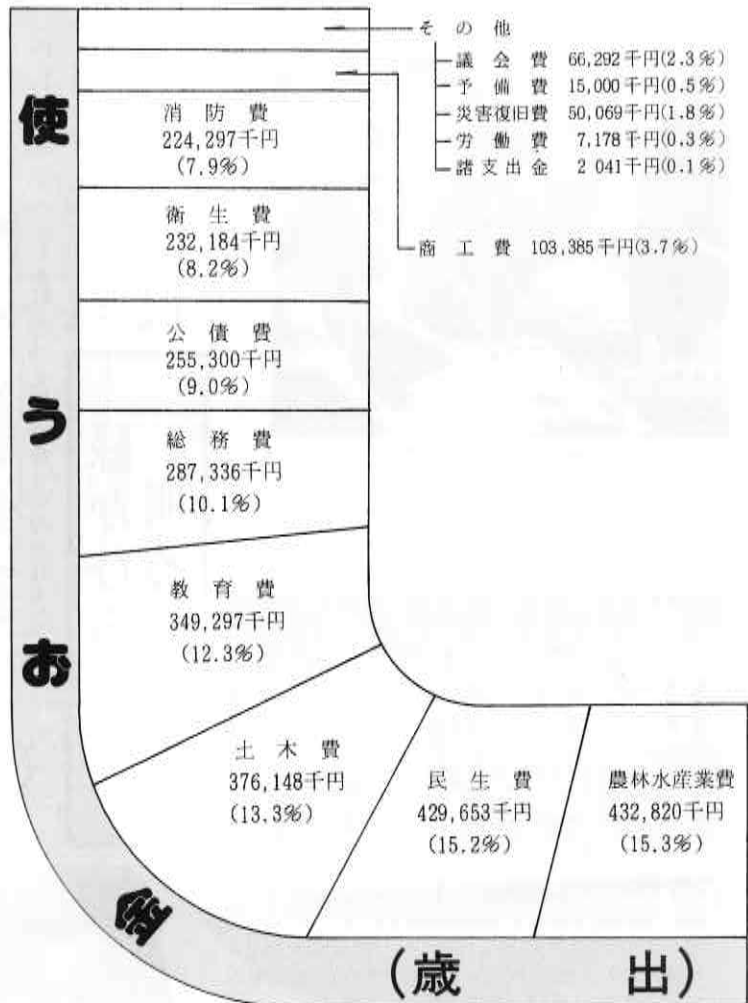 使うお金
(歳出)
その他
議会費 66,292千円(2.3%)
予備費 15,000千円(0.5%)
災害復旧費 50,069千円(1.8%)
労働費 7,178千円(0.3%)
諸支出金 2 041千円(0.1%)
商工費 103,385千円(3.7%)
消防費
224,297千円
(7.9%)
衛生費
232,184千円
(8.2%)
公債費
255,300千円
(9.0%)
総務費
287,336千円
(10.1%)
教育費
349,297千円
(12.3%)
土木費
376,148千円
(13.3%)
民生費
429,653千円
(15.2%)
農林水産業費
432,820千円
(15.3%)